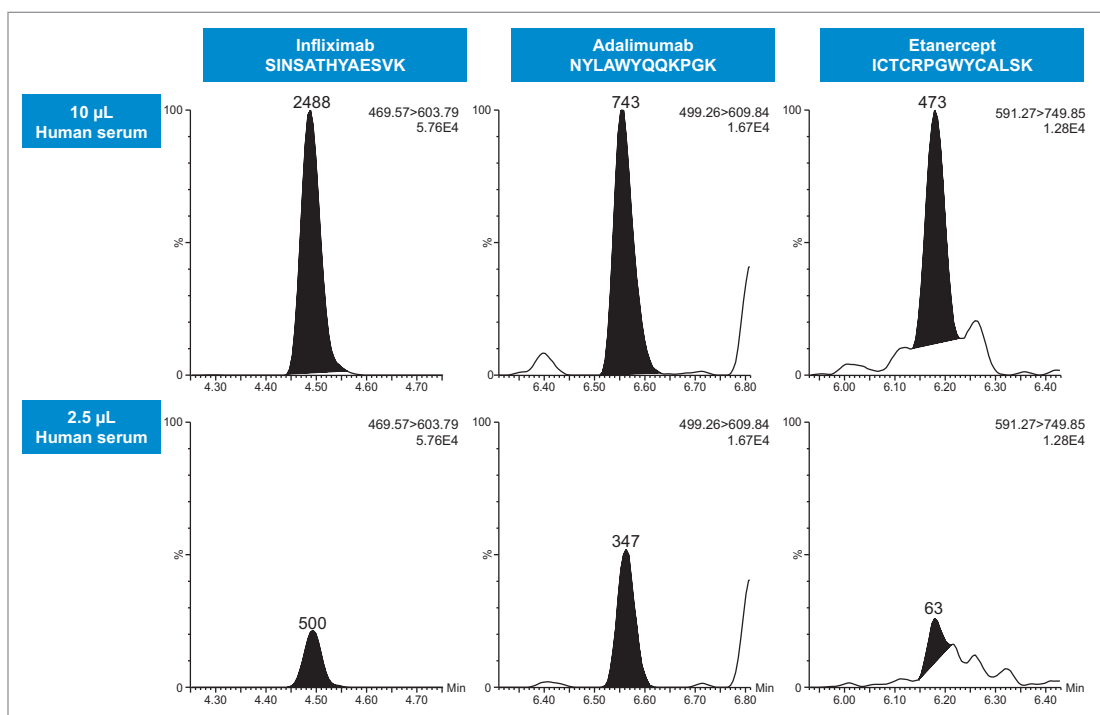 Infliximab
SINSATHYAESVK
Adalimumab
NYLAWYQQKPGK
Etanercept
ICTCRPGWYCALSK
10 µL
Human serum
2488
469.57>603.79
5.76E4
100
%
0
4.30 4.40 4.50 4.60 4.70
743
499.26>609.84
1.67E4
100
%
0
6.40 6.50 6.60 6.70 6.80
473
591.27>749.85
1.28E4
100
%
0
6.00 6.10 6.20 6.30 6.40
2.5 µL
Human serum
500
469.57>603.79
5.76E4
100
%
0
4.30 4.40 4.50 4.60 4.70 Min
347
499.26>609.84
1.67E4
100
%
0
6.40 6.50 6.60 6.70 6.80 Min
63
591.27>749.85
1.28E4
100
%
0
6.00 6.10 6.20 6.30 6.40 Min